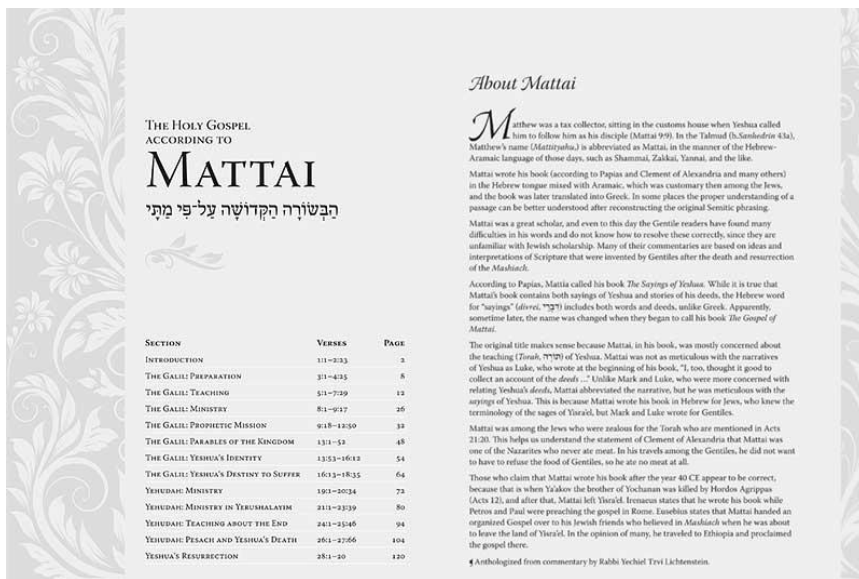 The Holy Gospel
according to
Mattai
הַבְּשׂוֹרָה הַקְּדוֹשָׁה עַל־פִּי מַתָּי
Section Verses Page
Introduction 1:1–2:23 2
The Galil: Preparation 3:1–4:25 8
The Galil: Teaching 5:1–7:29 12
The Galil: Ministry 8:1–9:17 26
The Galil: Prophetic Mission 9:18–12:50 32
The Galil: Parables of the Kingdom 13:1–52 48
The Galil: Yeshua's Identity 13:53–16:12 54
The Galil: Yeshua's Destiny to Suffer 16:13–18:35 64
Yehudah: Ministry 19:1–20:34 72
Yehudah: Ministry in Yerushalayim 21:1–23:39 80
Yehudah: Teaching about the End 24:1–25:46 94
Yehudah: Pesach and Yeshua's Death 26:1–27:66 104
Yeshua's Resurrection 28:1–20 120
About Mattai
Matthew was a tax collector, sitting in the customs house when Yeshua called
him to follow him as his disciple (Mattai 9:9). In the Talmud (b.Sanhedrin 43a),
Matthew's name (Mattityahu,) is abbreviated as Mattai, in the manner of the Hebrew-
Aramaic language of those days, such as Shammai, Zakkai, Yannai, and the like.
Mattai wrote his book (according to Papias and Clement of Alexandria and many others)
in the Hebrew tongue mixed with Aramaic, which was customary then among the Jews,
and the book was later translated into Greek. In some places the proper understanding of a
passage can be better understood after reconstructing the original Semitic phrasing.
Mattai was a great scholar, and even to this day the Gentile readers have found many
difficulties in his words and do not know how to resolve these correctly, since they are
unfamiliar with Jewish scholarship. Many of their commentaries are based on ideas and
interpretations of Scripture that were invented by Gentiles after the death and resurrection
of the Mashiach.
According to Papias, Mattia called his book The Sayings of Yeshua. While it is true that
Mattai's book contains both sayings of Yeshua and stories of his deeds, the Hebrew word
for "sayings" (divrei, דִּבְרֵי) includes both words and deeds, unlike Greek. Apparently,
sometime later, the name was changed when they began to call his book The Gospel of
Mattai.
The original title makes sense because Mattai, in his book, was mostly concerned about
the teaching (Torah, תּוֹרָה) of Yeshua. Mattai was not as meticulous with the narratives
of Yeshua as Luke, who wrote at the beginning of his book, "I, too, thought it good to
collect an account of the deeds ..." Unlike Mark and Luke, who were more concerned with
relating Yeshua's deeds, Mattai abbreviated the narrative, but he was meticulous with the
sayings of Yeshua. This is because Mattai wrote his book in Hebrew for Jews, who knew the
terminology of the sages of Yisra'el, but Mark and Luke wrote for Gentiles.
Mattai was among the Jews who were zealous for the Torah who are mentioned in Acts
21:20. This helps us understand the statement of Clement of Alexandria that Mattai was
one of the Nazarites who never ate meat. In his travels among the Gentiles, he did not want
to have to refuse the food of Gentiles, so he ate no meat at all.
Those who claim that Mattai wrote his book after the year 40 CE appear to be correct,
because that is when Ya'akov the brother of Yochanan was killed by Hordos Agrippas
(Acts 12), and after that, Mattai left Yisra'el. Irenaeus states that he wrote his book while
Petros and Paul were preaching the gospel in Rome. Eusebius states that Mattai handed an
organized Gospel over to his Jewish friends who believed in Mashiach when he was about
to leave the land of Yisra'el. In the opinion of many, he traveled to Ethiopia and proclaimed
the gospel there.
¶ Anthologized from commentary by Rabbi Yechiel Tzvi Lichtenstein.